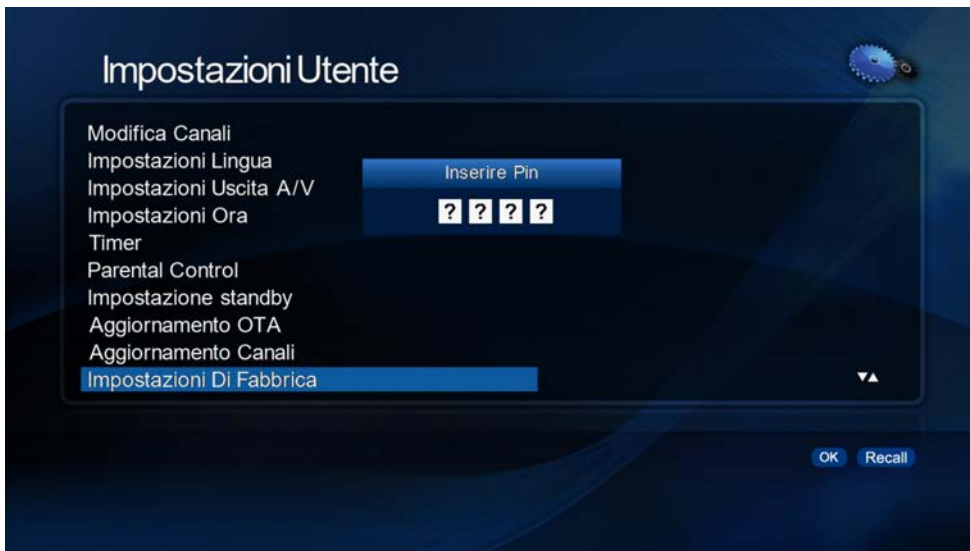 Impostazioni Utente
Modifica Canali
Impostazioni Lingua
Impostazioni Uscita A/V
Impostazioni Ora
Timer
Parental Control
Impostazione standby
Aggiornamento OTA
Aggiornamento Canali
Impostazioni Di Fabbrica
Inserire Pin
? ? ? ?
OK Recall